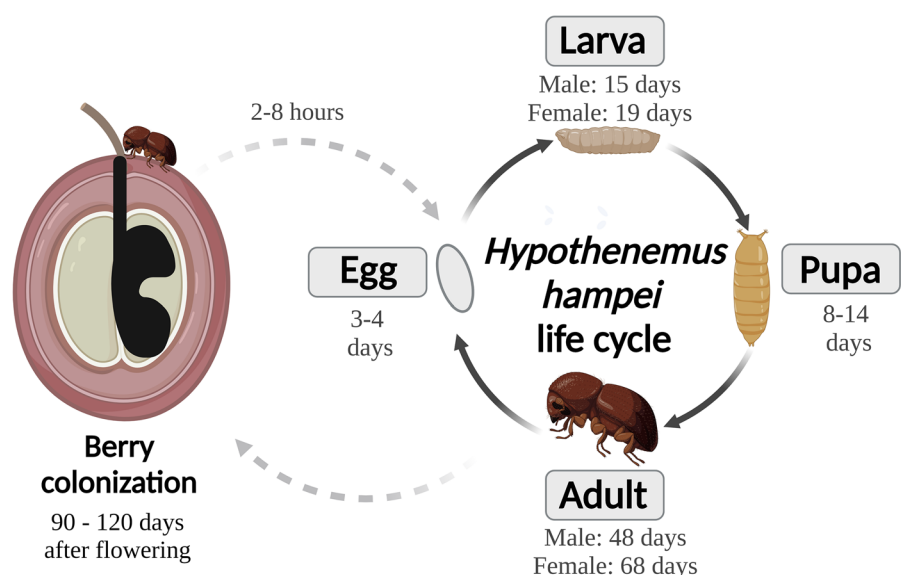 Larva
Male: 15 days
Female: 19 days
2-8 hours
Hypothenemus
hampei
life cycle
Egg
3-4
days
Pupa
8-14
days
Berry
colonization
90 - 120 days
after flowering
Adult
Male: 48 days
Female: 68 days